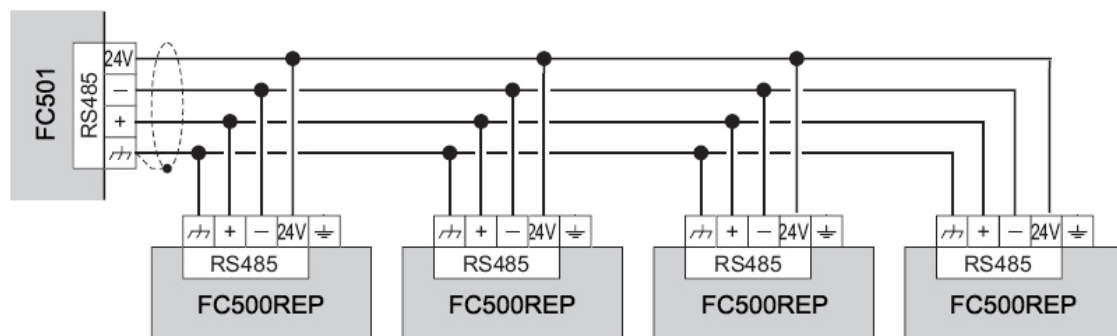 FC501
RS485
24V
−
+
+ − 24V
+ − 24V
+ − 24V
+ − 24V
RS485
RS485
RS485
RS485
FC500REP
FC500REP
FC500REP
FC500REP